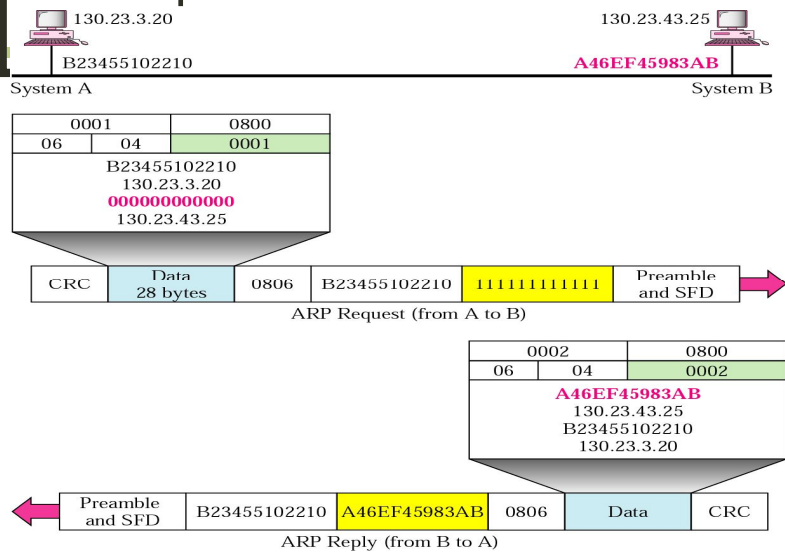 130.23.3.20 130.23.43.25
B23455102210 A46EF45983AB
System A System B
0001 0800
06 04 0001
B23455102210
130.23.3.20
000000000000
130.23.43.25
CRC Data 28 bytes 0806 B23455102210 111111111111 Preamble and SFD
ARP Request (from A to B)
0002 0800
06 04 0002
A46EF45983AB
130.23.43.25
B23455102210
130.23.3.20
Preamble and SFD B23455102210 A46EF45983AB 0806 Data CRC
ARP Reply (from B to A)